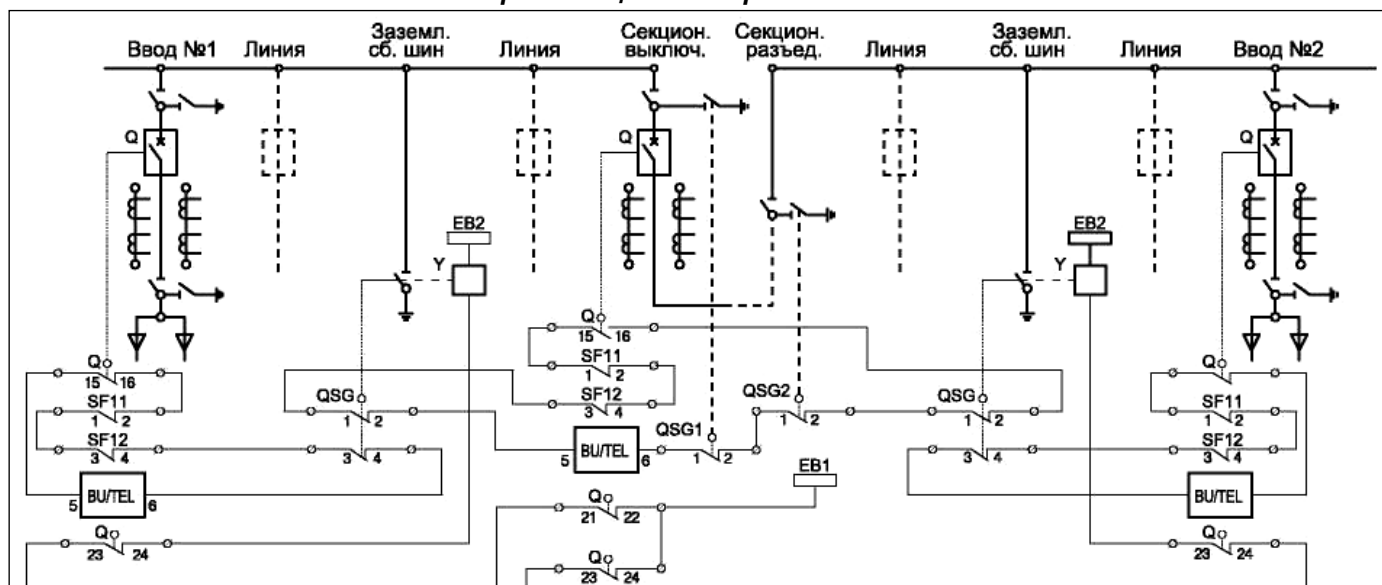 Ввод №1 Линия Заземл. сб. шин Линия Секцион. выключ. Секцион. разъед. Линия Заземл. сб. шин Линия Ввод №2
Q Q Q
EB2 EB2
Y Y
Q
15 16
Q
15 16
Q
SF11
1 2
SF11
1 2
SF11
1 2
SF12
3 4
SF12
3 4
SF12
3 4
QSG
1 2
3 4
QSG2
1 2
QSG
1 2
3 4
QSG1
1 2
5 BU/TEL 6
5 BU/TEL 6
BU/TEL
EB1
Q
21 22
Q
23 24
Q
23 24
Q
23 24